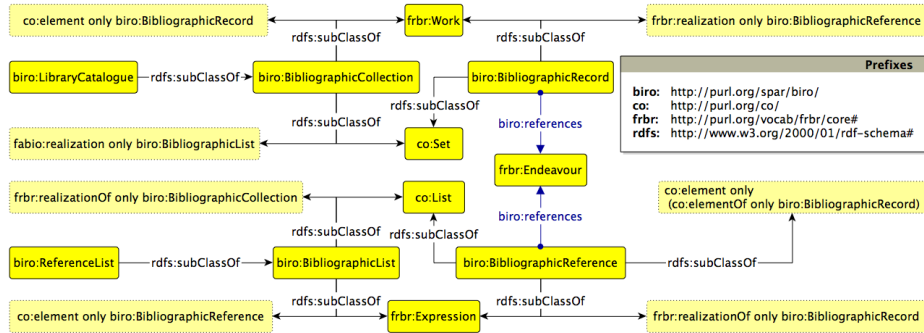 co:element only biro:BibliographicRecord
frbr:Work
frbr:realization only biro:BibliographicReference
rdfs:subClassOf
rdfs:subClassOf
biro:LibraryCatalogue
rdfs:subClassOf
biro:BibliographicCollection
biro:BibliographicRecord
Prefixes
biro: http://purl.org/spar/biro/
co: http://purl.org/co/
frbr: http://purl.org/vocab/frbr/core#
rdfs: http://www.w3.org/2000/01/rdf-schema#
rdfs:subClassOf
rdfs:subClassOf
biro:references
fabio:realization only biro:BibliographicList
co:Set
frbr:Endeavour
frbr:realizationOf only biro:BibliographicCollection
co:List
co:element only
(co:elementOf only biro:BibliographicRecord)
biro:references
rdfs:subClassOf
rdfs:subClassOf
biro:ReferenceList
rdfs:subClassOf
biro:BibliographicList
biro:BibliographicReference
rdfs:subClassOf
rdfs:subClassOf
rdfs:subClassOf
co:element only biro:BibliographicReference
frbr:Expression
frbr:realizationOf only biro:BibliographicRecord